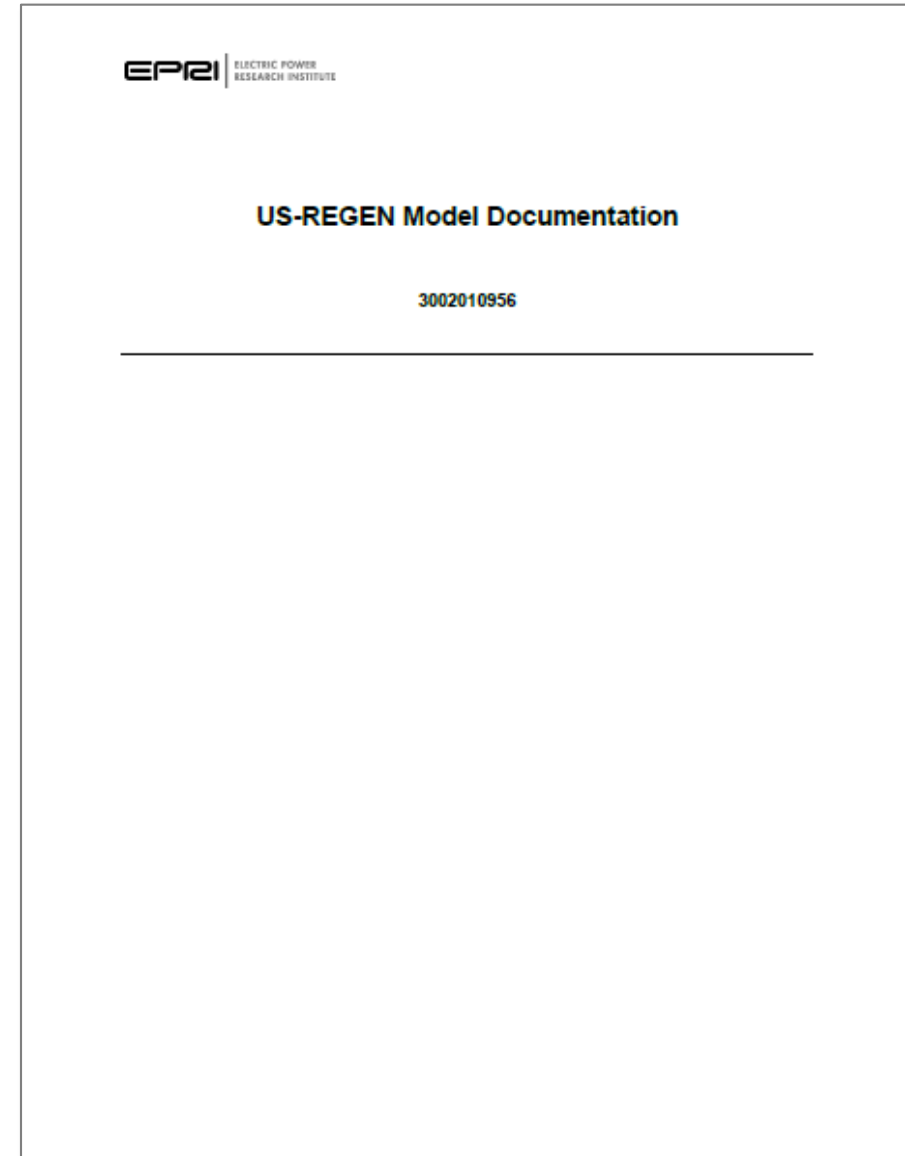 EPRI
ELECTRIC POWER
RESEARCH INSTITUTE
US-REGEN Model Documentation
3002010956